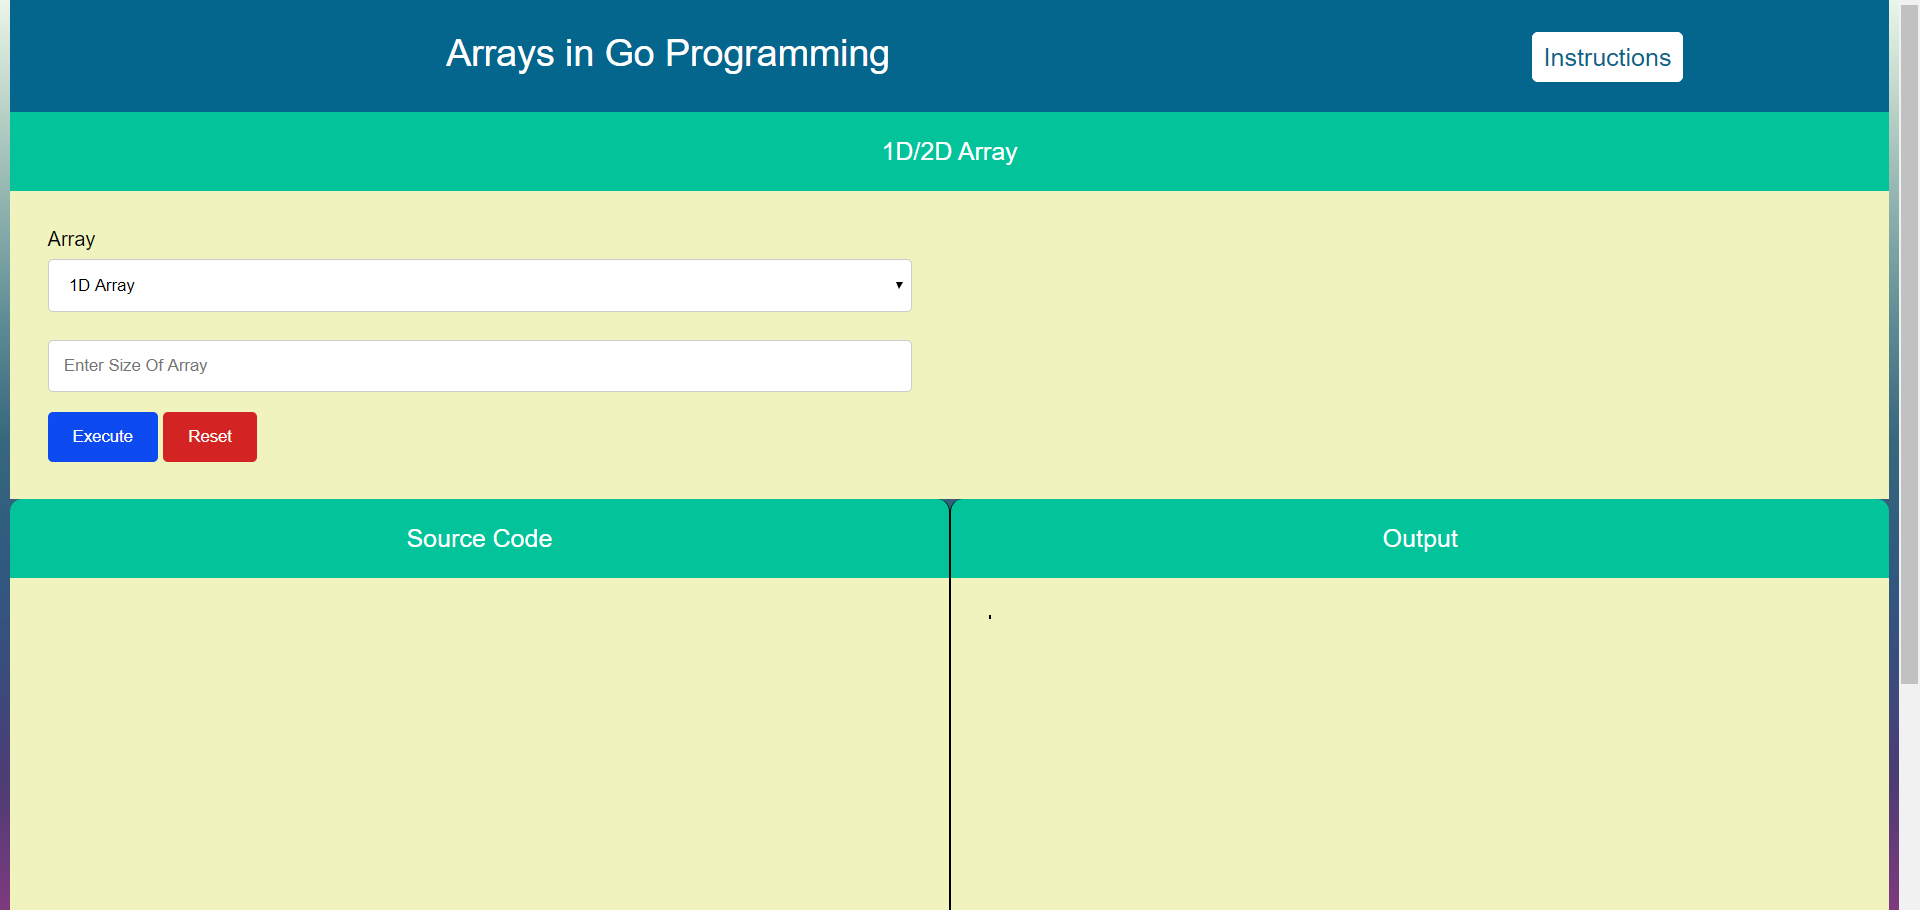 Arrays in Go Programming
Instructions
1D/2D Array
Array
1D Array
Enter Size Of Array
Execute Reset
Source Code
Output